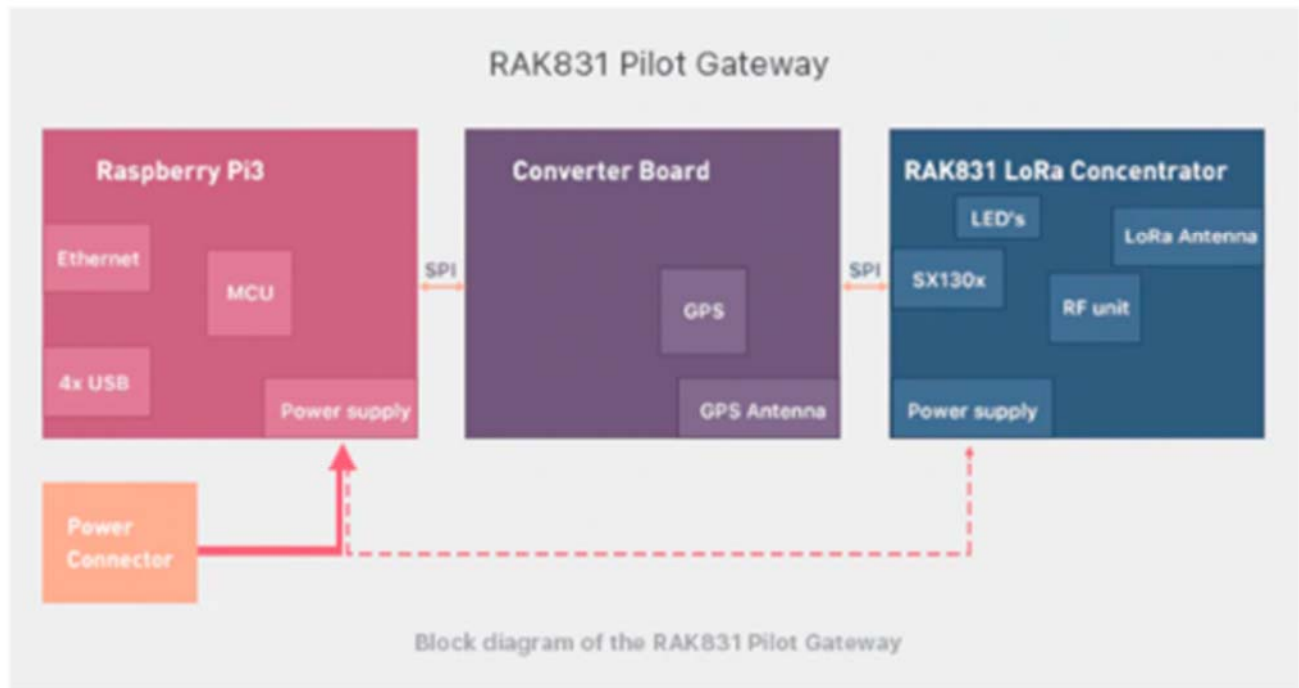 RAK831 Pilot Gateway
Raspberry Pi3
Ethernet
MCU
4x USB
Power supply
SPI
Converter Board
GPS
GPS Antenna
SPI
RAK831 LoRa Concentrator
LED's
LoRa Antenna
SX130x
RF unit
Power supply
Power
Connector
Block diagram of the RAK831 Pilot Gateway